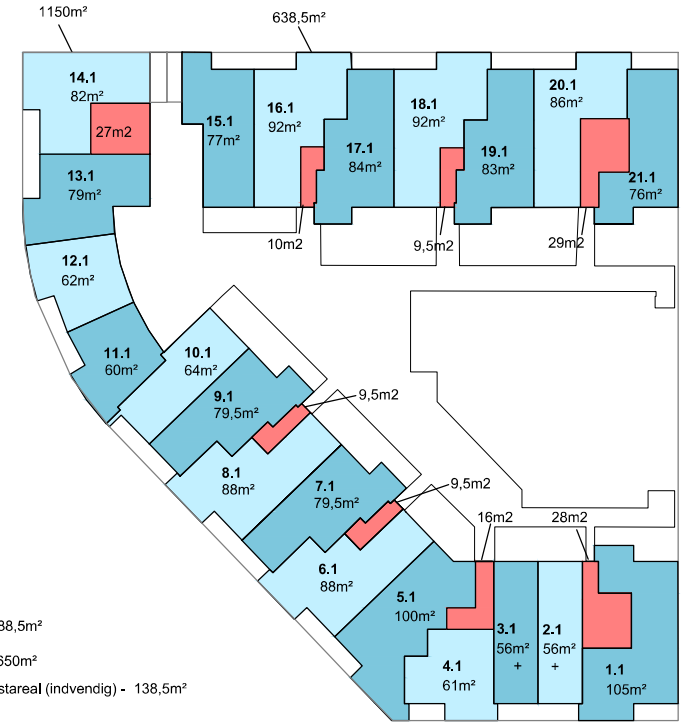 1150m²
638,5m²
14.1
82m²
27m2
15.1
77m²
16.1
92m²
17.1
84m²
18.1
92m²
19.1
83m²
20.1
86m²
21.1
76m²
13.1
79m²
10m2
9,5m2
29m2
12.1
62m²
11.1
60m²
10.1
64m²
9.1
79,5m²
9,5m2
8.1
88m²
7.1
79,5m²
9,5m2
6.1
88m²
16m2
28m2
5.1
100m²
4.1
61m²
3.1
56m²
+
2.1
56m²
+
1.1
105m²
88,5m²
650m²
stareal (indvendig) - 138,5m²